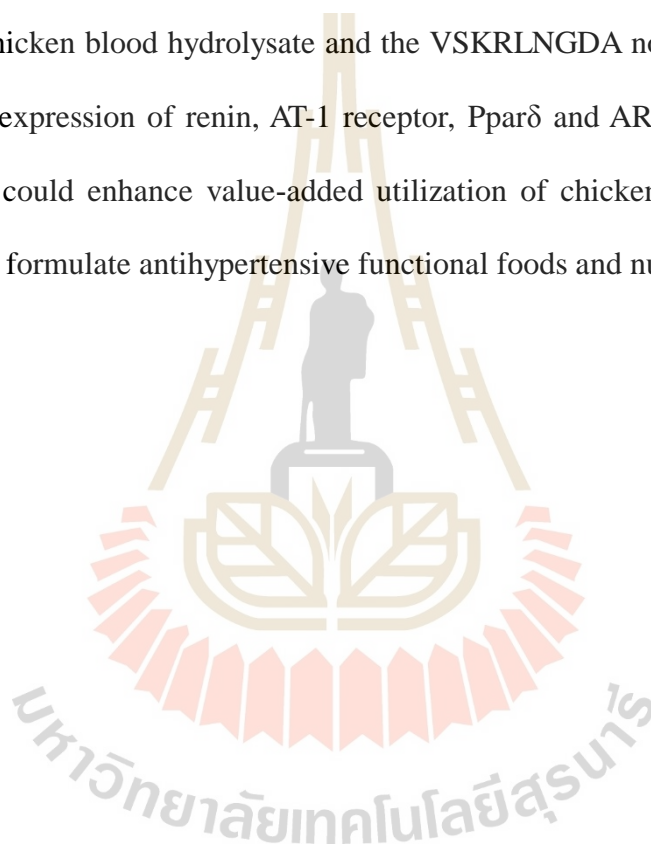 hicken blood hydrolysate and the VSKRLNGDA no
expression of renin, AT-1 receptor, Pparδ and AR
could enhance value-added utilization of chicken
formulate antihypertensive functional foods and nu
มหาวิทยาลัยเทคโนโลยีสุรนารี